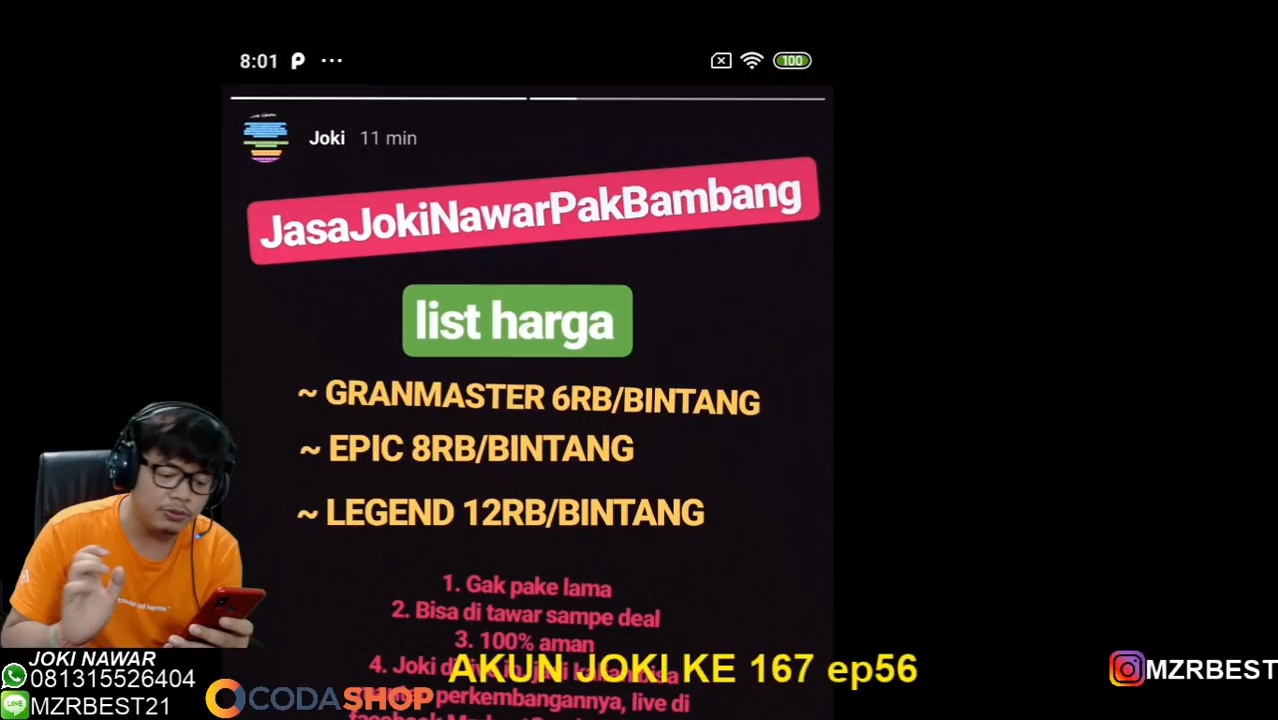 8:01
100
Joki 11 min
JasaJokiNawarPakBambang
list harga
~ GRANMASTER 6RB/BINTANG
~ EPIC 8RB/BINTANG
~ LEGEND 12RB/BINTANG
1. Gak pake lama
2. Bisa di tawar sampe deal
3. 100% aman
4. Joki di
AKUN JOKI KE 167 ep56
perkembangannya, live di
JOKI NAWAR
081315526404
MZRBEST21
CODASHOP
MZRBEST